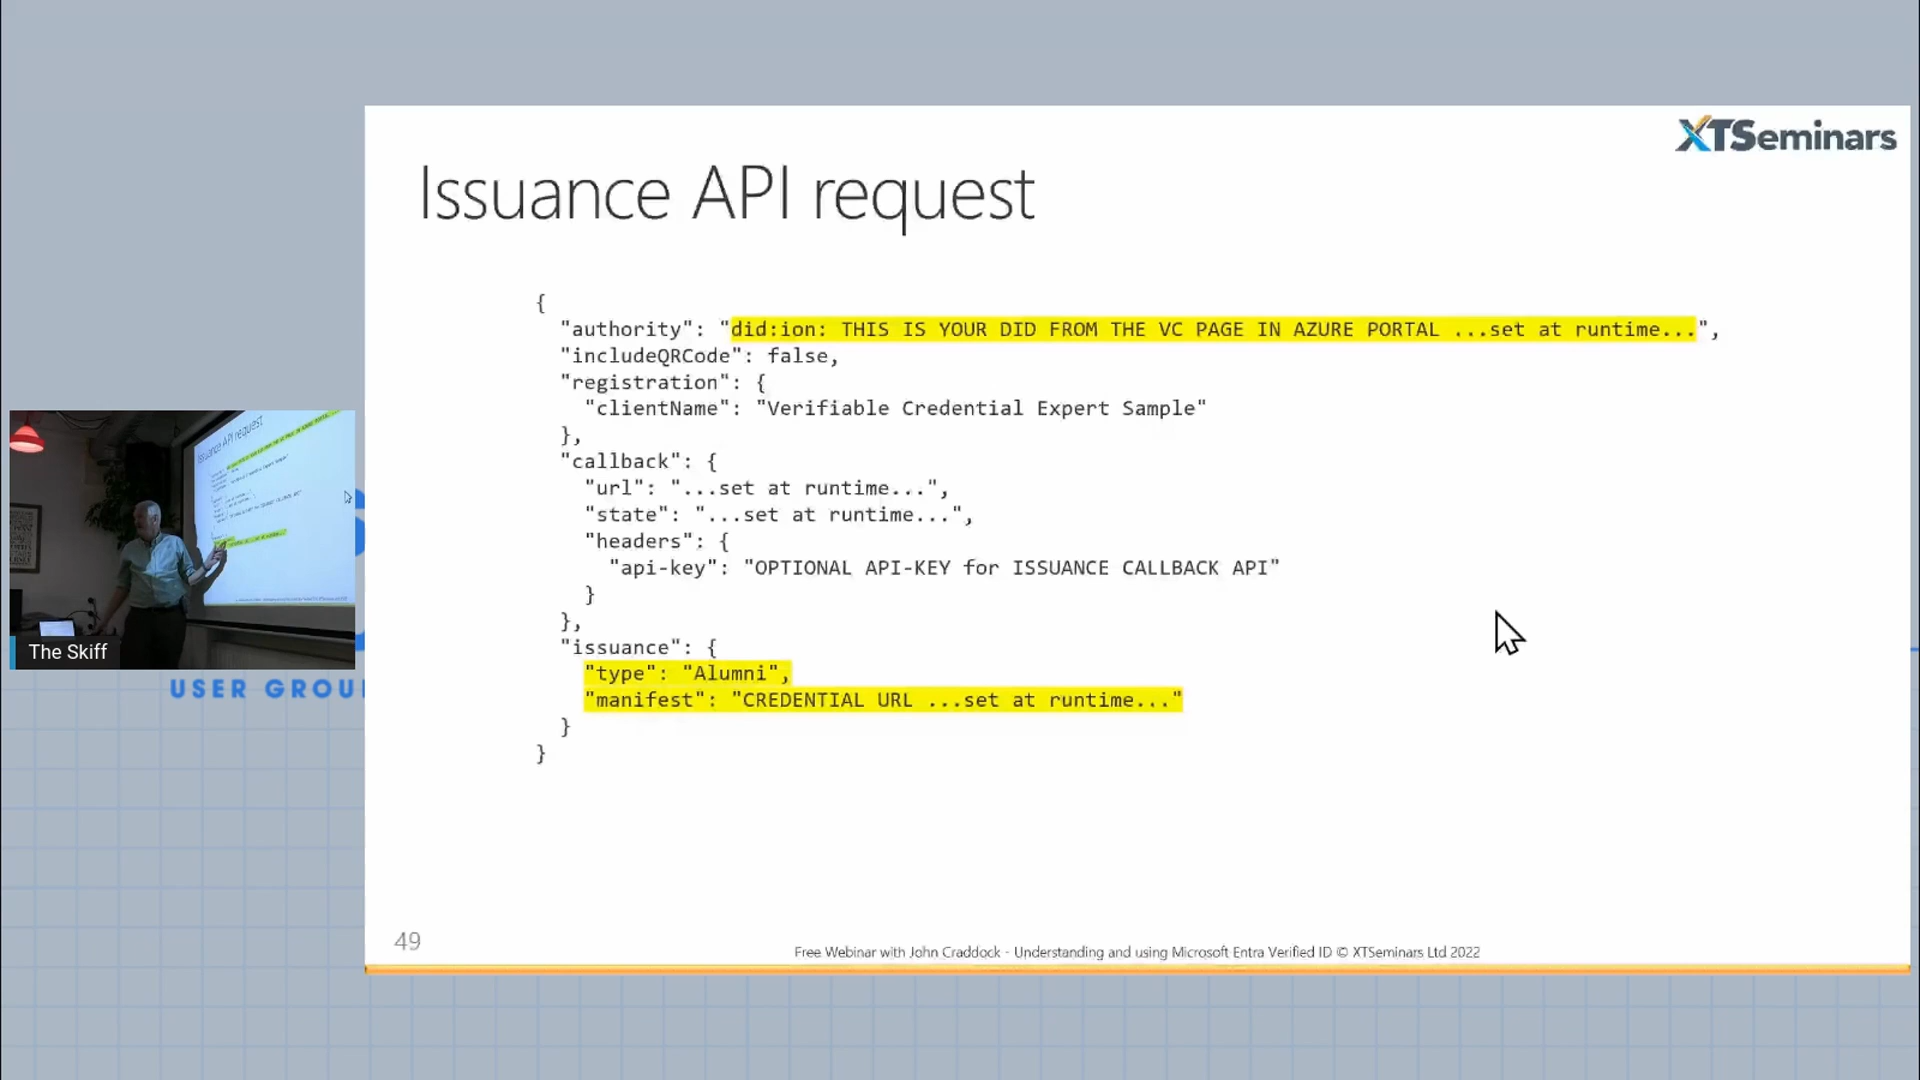 XTSeminars
Issuance API request
{
"authority": "did:ion: THIS IS YOUR DID FROM THE VC PAGE IN AZURE PORTAL ...set at runtime...",
"includeQRCode": false,
"registration": {
"clientName": "Verifiable Credential Expert Sample"
},
"callback": {
"url": "...set at runtime...",
"state": "...set at runtime...",
"headers": {
"api-key": "OPTIONAL API-KEY for ISSUANCE CALLBACK API"
}
},
"issuance": {
"type": "Alumni",
"manifest": "CREDENTIAL URL ...set at runtime..."
}
}
49
Free Webinar with John Craddock - Understanding and using Microsoft Entra Verified ID © XTSeminars Ltd 2022
Issuance API request
The Skiff
USER GROU